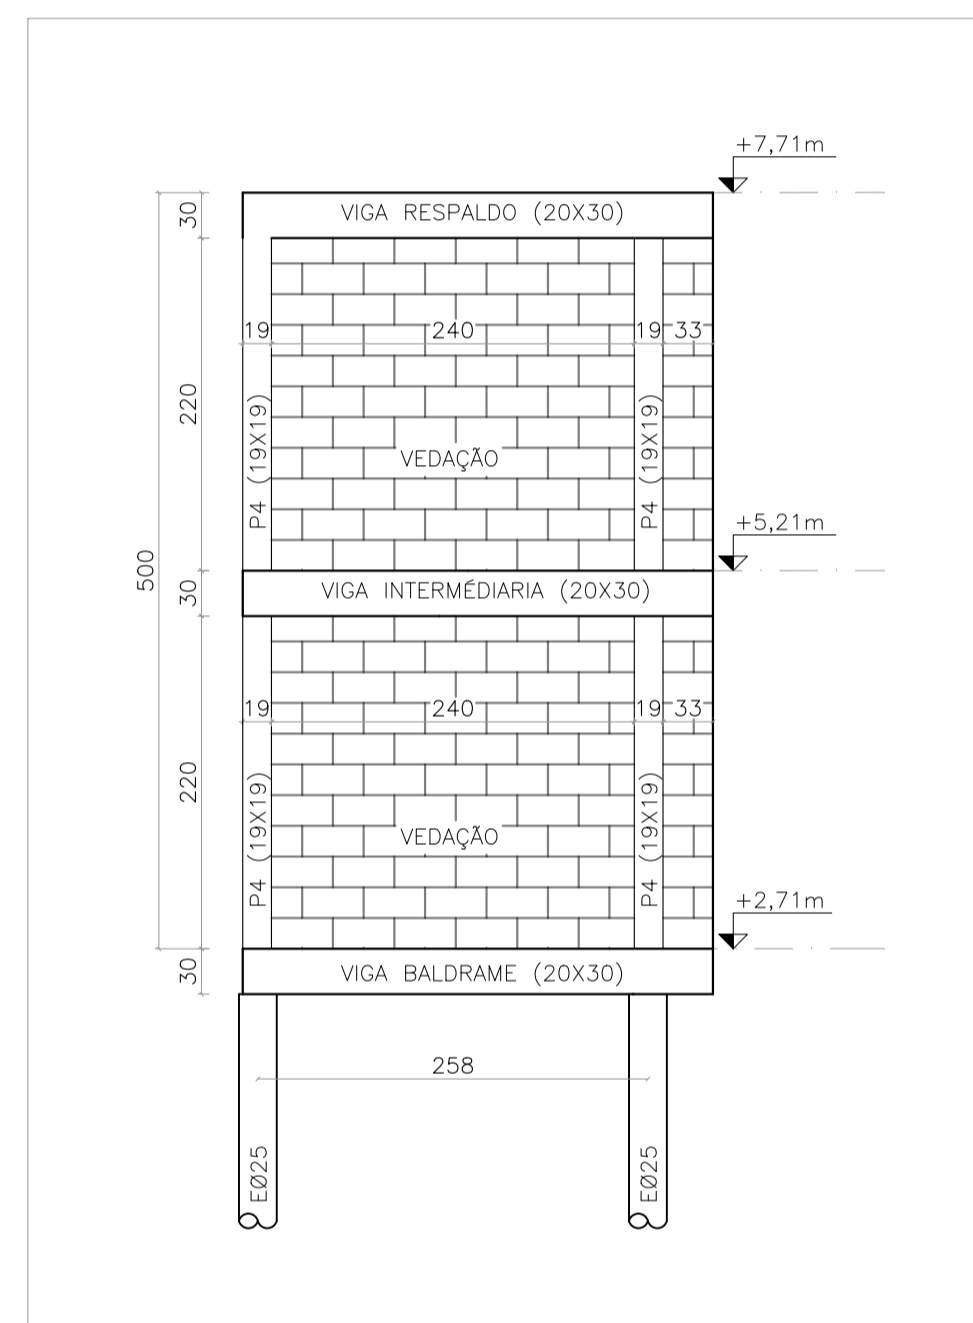 +7,71m
30
VIGA RESPALDO (20X30)
19
240
19
33
220
P4 (19X19)
VEDAÇÃO
P4 (19X19)
+5,21m
500
30
VIGA INTERMÉDIARIA (20X30)
19
240
19
33
220
P4 (19X19)
VEDAÇÃO
P4 (19X19)
+2,71m
30
VIGA BALDRAME (20X30)
258
EØ25
EØ25